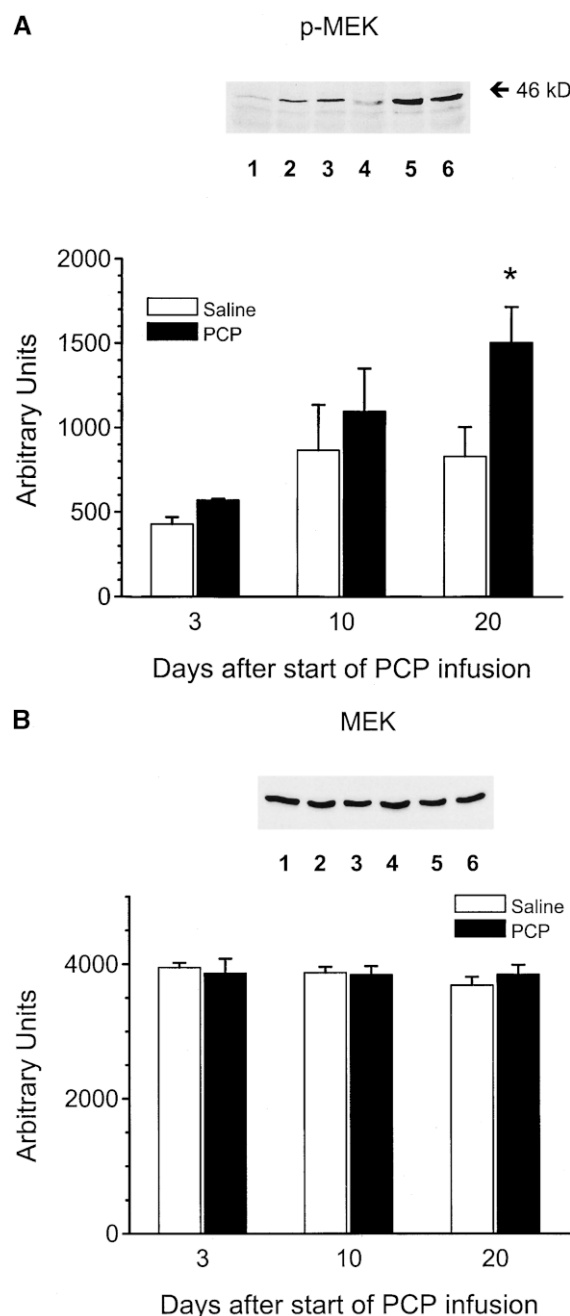 A
p-MEK
← 46 kD
1 2 3 4 5 6
2000
1500
1000
500
0
Arbitrary Units
Saline
PCP
*
3 10 20
Days after start of PCP infusion
B
MEK
1 2 3 4 5 6
Saline
PCP
4000
2000
0
Arbitrary Units
3 10 20
Days after start of PCP infusion